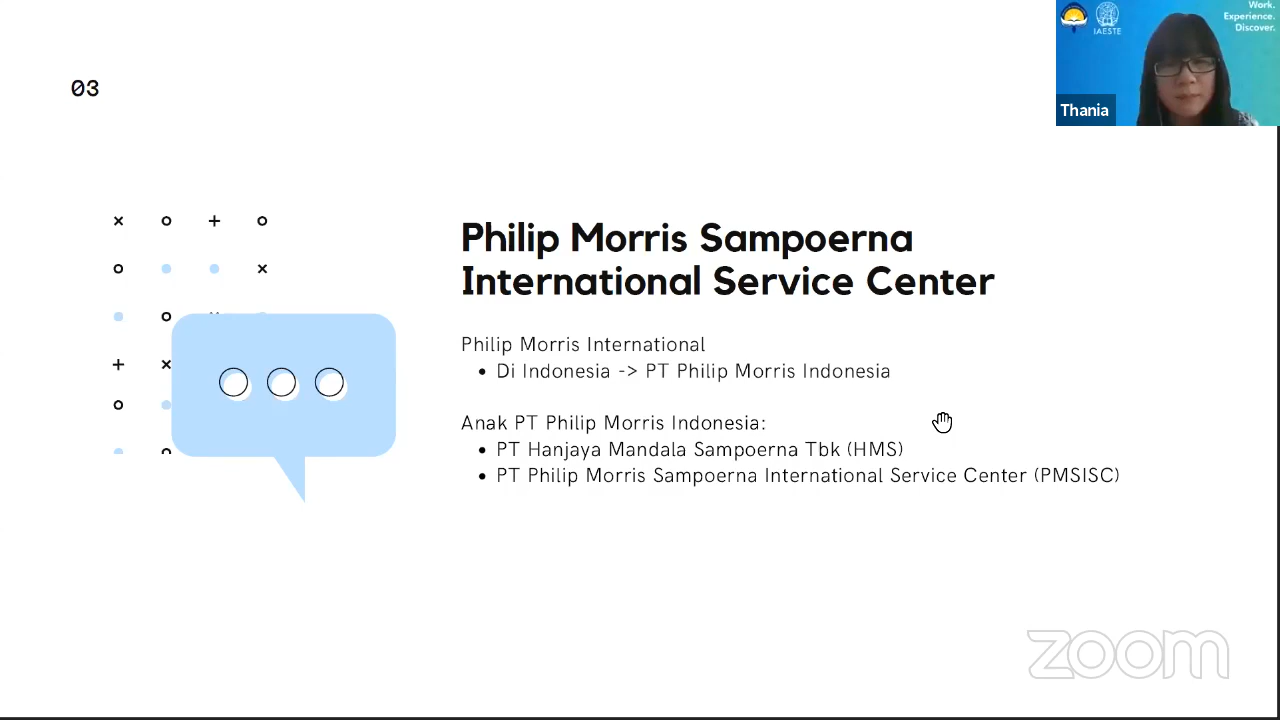 Work.
Experience.
Discover.
IAESTE
Thania
03
Philip Morris Sampoerna
International Service Center
Philip Morris International
• Di Indonesia -> PT Philip Morris Indonesia
Anak PT Philip Morris Indonesia:
• PT Hanjaya Mandala Sampoerna Tbk (HMS)
• PT Philip Morris Sampoerna International Service Center (PMSISC)
zoom